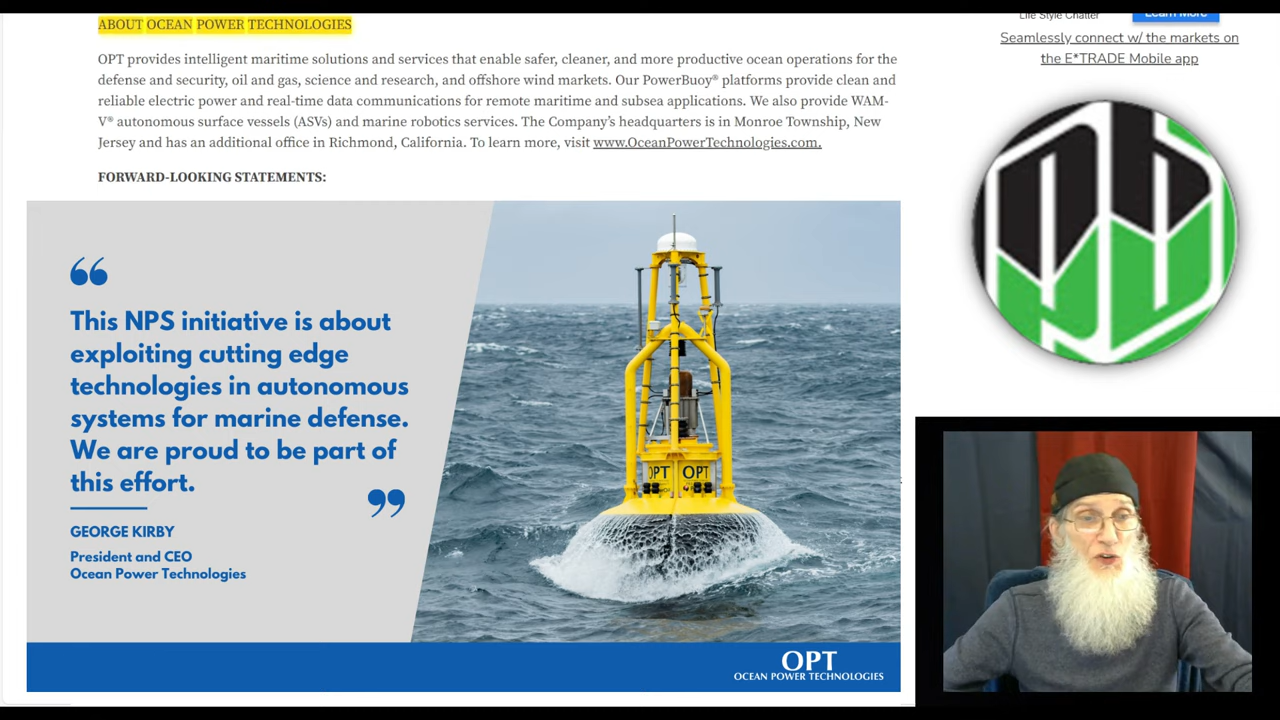 ABOUT OCEAN POWER TECHNOLOGIES
OPT provides intelligent maritime solutions and services that enable safer, cleaner, and more productive ocean operations for the
defense and security, oil and gas, science and research, and offshore wind markets. Our PowerBuoy® platforms provide clean and
reliable electric power and real-time data communications for remote maritime and subsea applications. We also provide WAM-
V® autonomous surface vessels (ASVs) and marine robotics services. The Company’s headquarters is in Monroe Township, New
Jersey and has an additional office in Richmond, California. To learn more, visit www.OceanPowerTechnologies.com.
FORWARD-LOOKING STATEMENTS:
“
This NPS initiative is about
exploiting cutting edge
technologies in autonomous
systems for marine defense.
We are proud to be part of
this effort.
”
GEORGE KIRBY
President and CEO
Ocean Power Technologies
OPT OPT
OPT
OCEAN POWER TECHNOLOGIES
Life Style Chatter
Learn More
Seamlessly connect w/ the markets on
the E*TRADE Mobile app